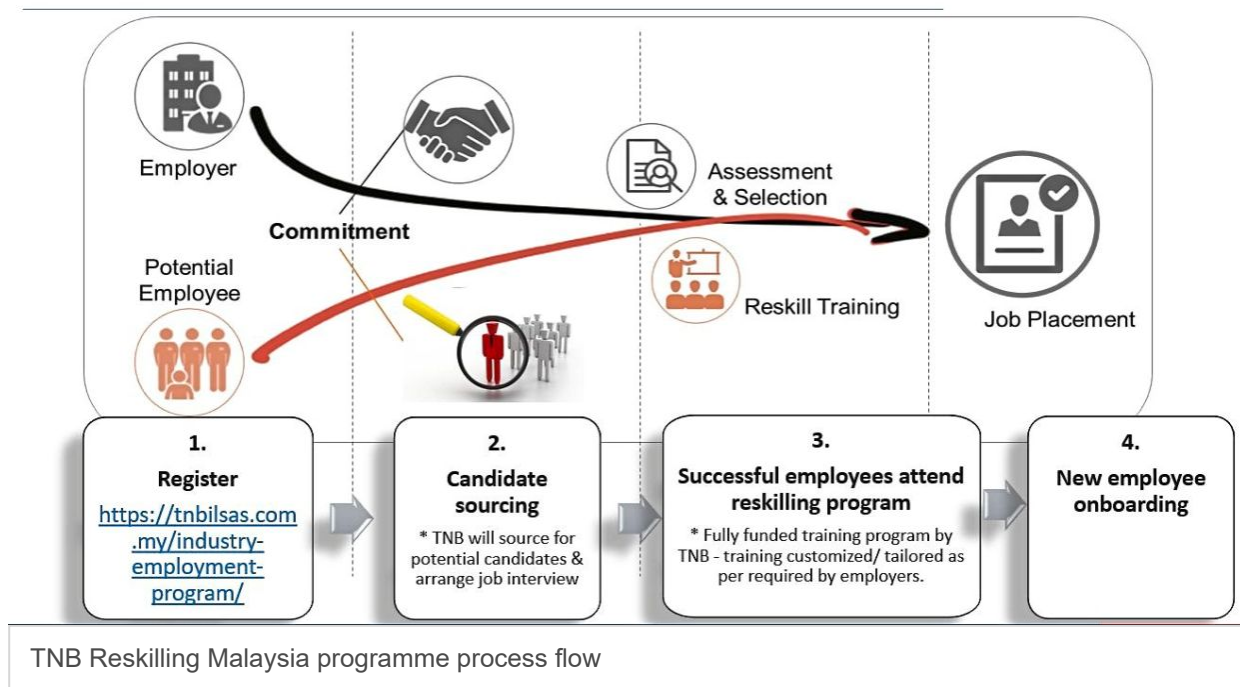 Employer
Commitment
Potential
Employee
Assessment
& Selection
Reskill Training
Job Placement
1.
Register
https://tnbilsas.com
.my/industry-
employment-
program/
2.
Candidate
sourcing
* TNB will source for
potential candidates &
arrange job interview
3.
Successful employees attend
reskilling program
* Fully funded training program by
TNB - training customized/ tailored as
per required by employers.
4.
New employee
onboarding
TNB Reskilling Malaysia programme process flow